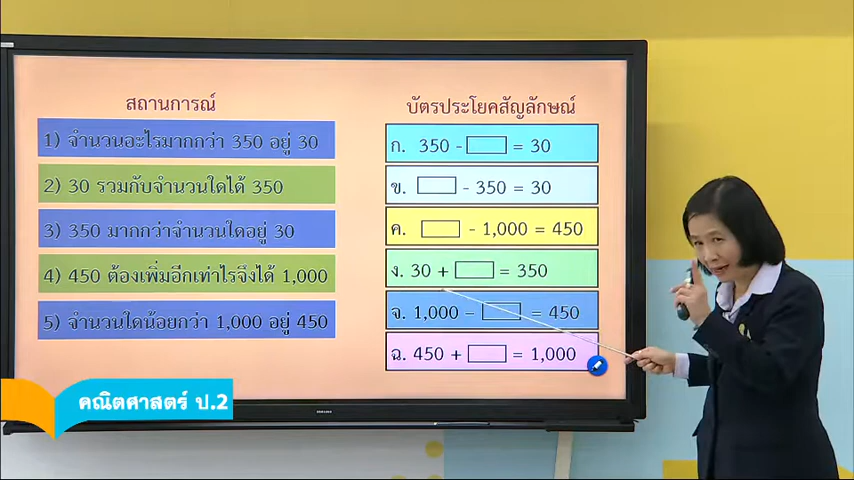 สถานการณ์
1) จำนวนอะไรมากกว่า 350 อยู่ 30
2) 30 รวมกับจำนวนใดได้ 350
3) 350 มากกว่าจำนวนใดอยู่ 30
4) 450 ต้องเพิ่มอีกเท่าไรจึงได้ 1,000
5) จำนวนใดน้อยกว่า 1,000 อยู่ 450
บัตรประโยคสัญลักษณ์
ก. 350 - □ = 30
ข. □ - 350 = 30
ค. □ - 1,000 = 450
ง. 30 + □ = 350
จ. 1,000 - □ = 450
ฉ. 450 + □ = 1,000
คณิตศาสตร์ ป.2